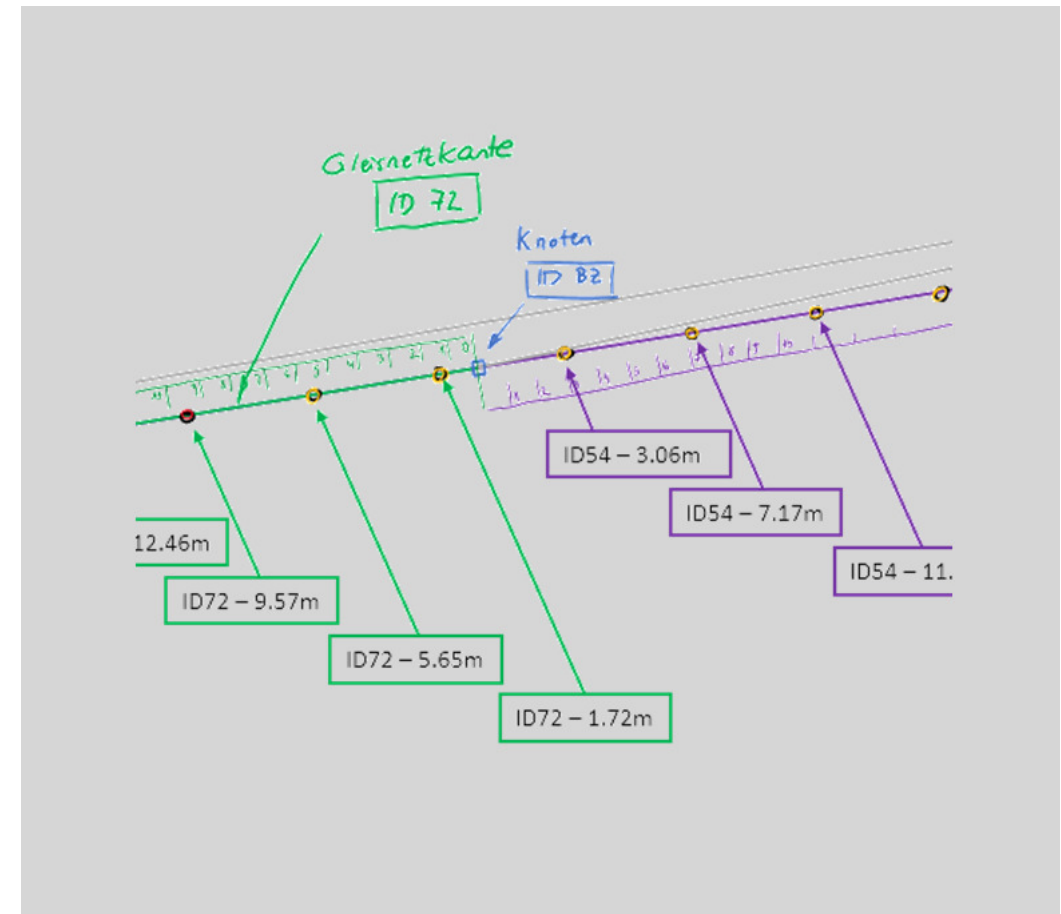 Gleisnetzkante
ID 72
Knoten
ID BZ
ID54 – 3.06m
ID54 – 7.17m
12.46m
ID54 – 11.
ID72 – 9.57m
ID72 – 5.65m
ID72 – 1.72m